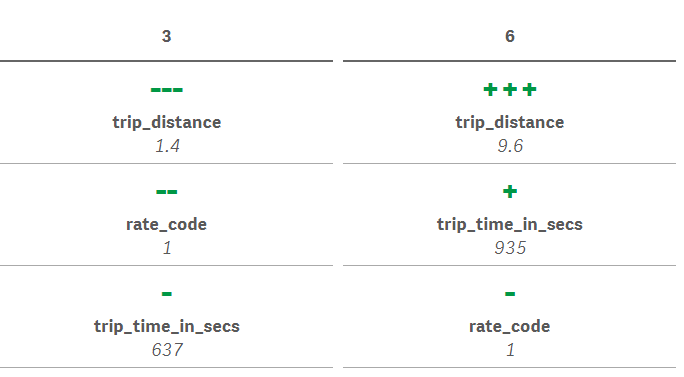 3
---
trip_distance
1.4
--
rate_code
1
-
trip_time_in_secs
637
6
+++
trip_distance
9.6
+
trip_time_in_secs
935
-
rate_code
1